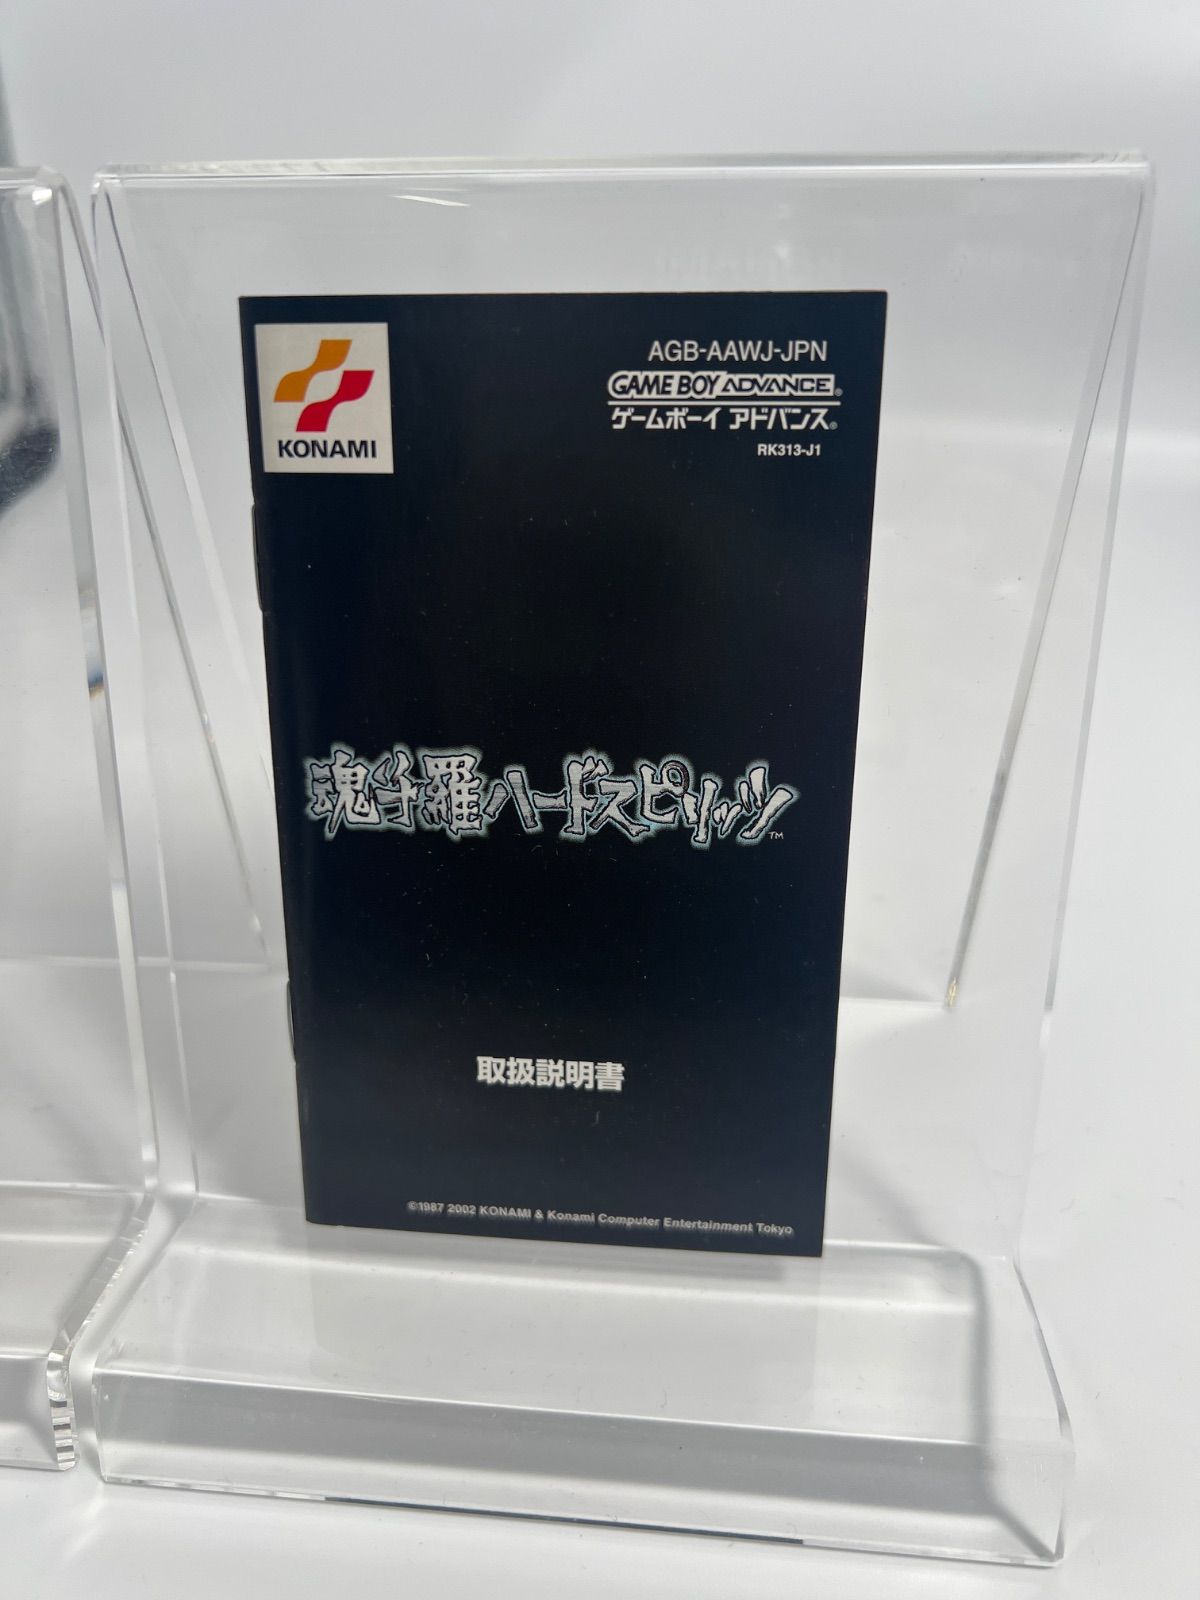 KONAMI
AGB-AAWJ-JPN
GAME BOY ADVANCE®
ゲームボーイ アドバンス®
RK313-J1
魂斗羅ハードスピリッツ™
取扱説明書
©1987 2002 KONAMI & Konami Computer Entertainment Tokyo